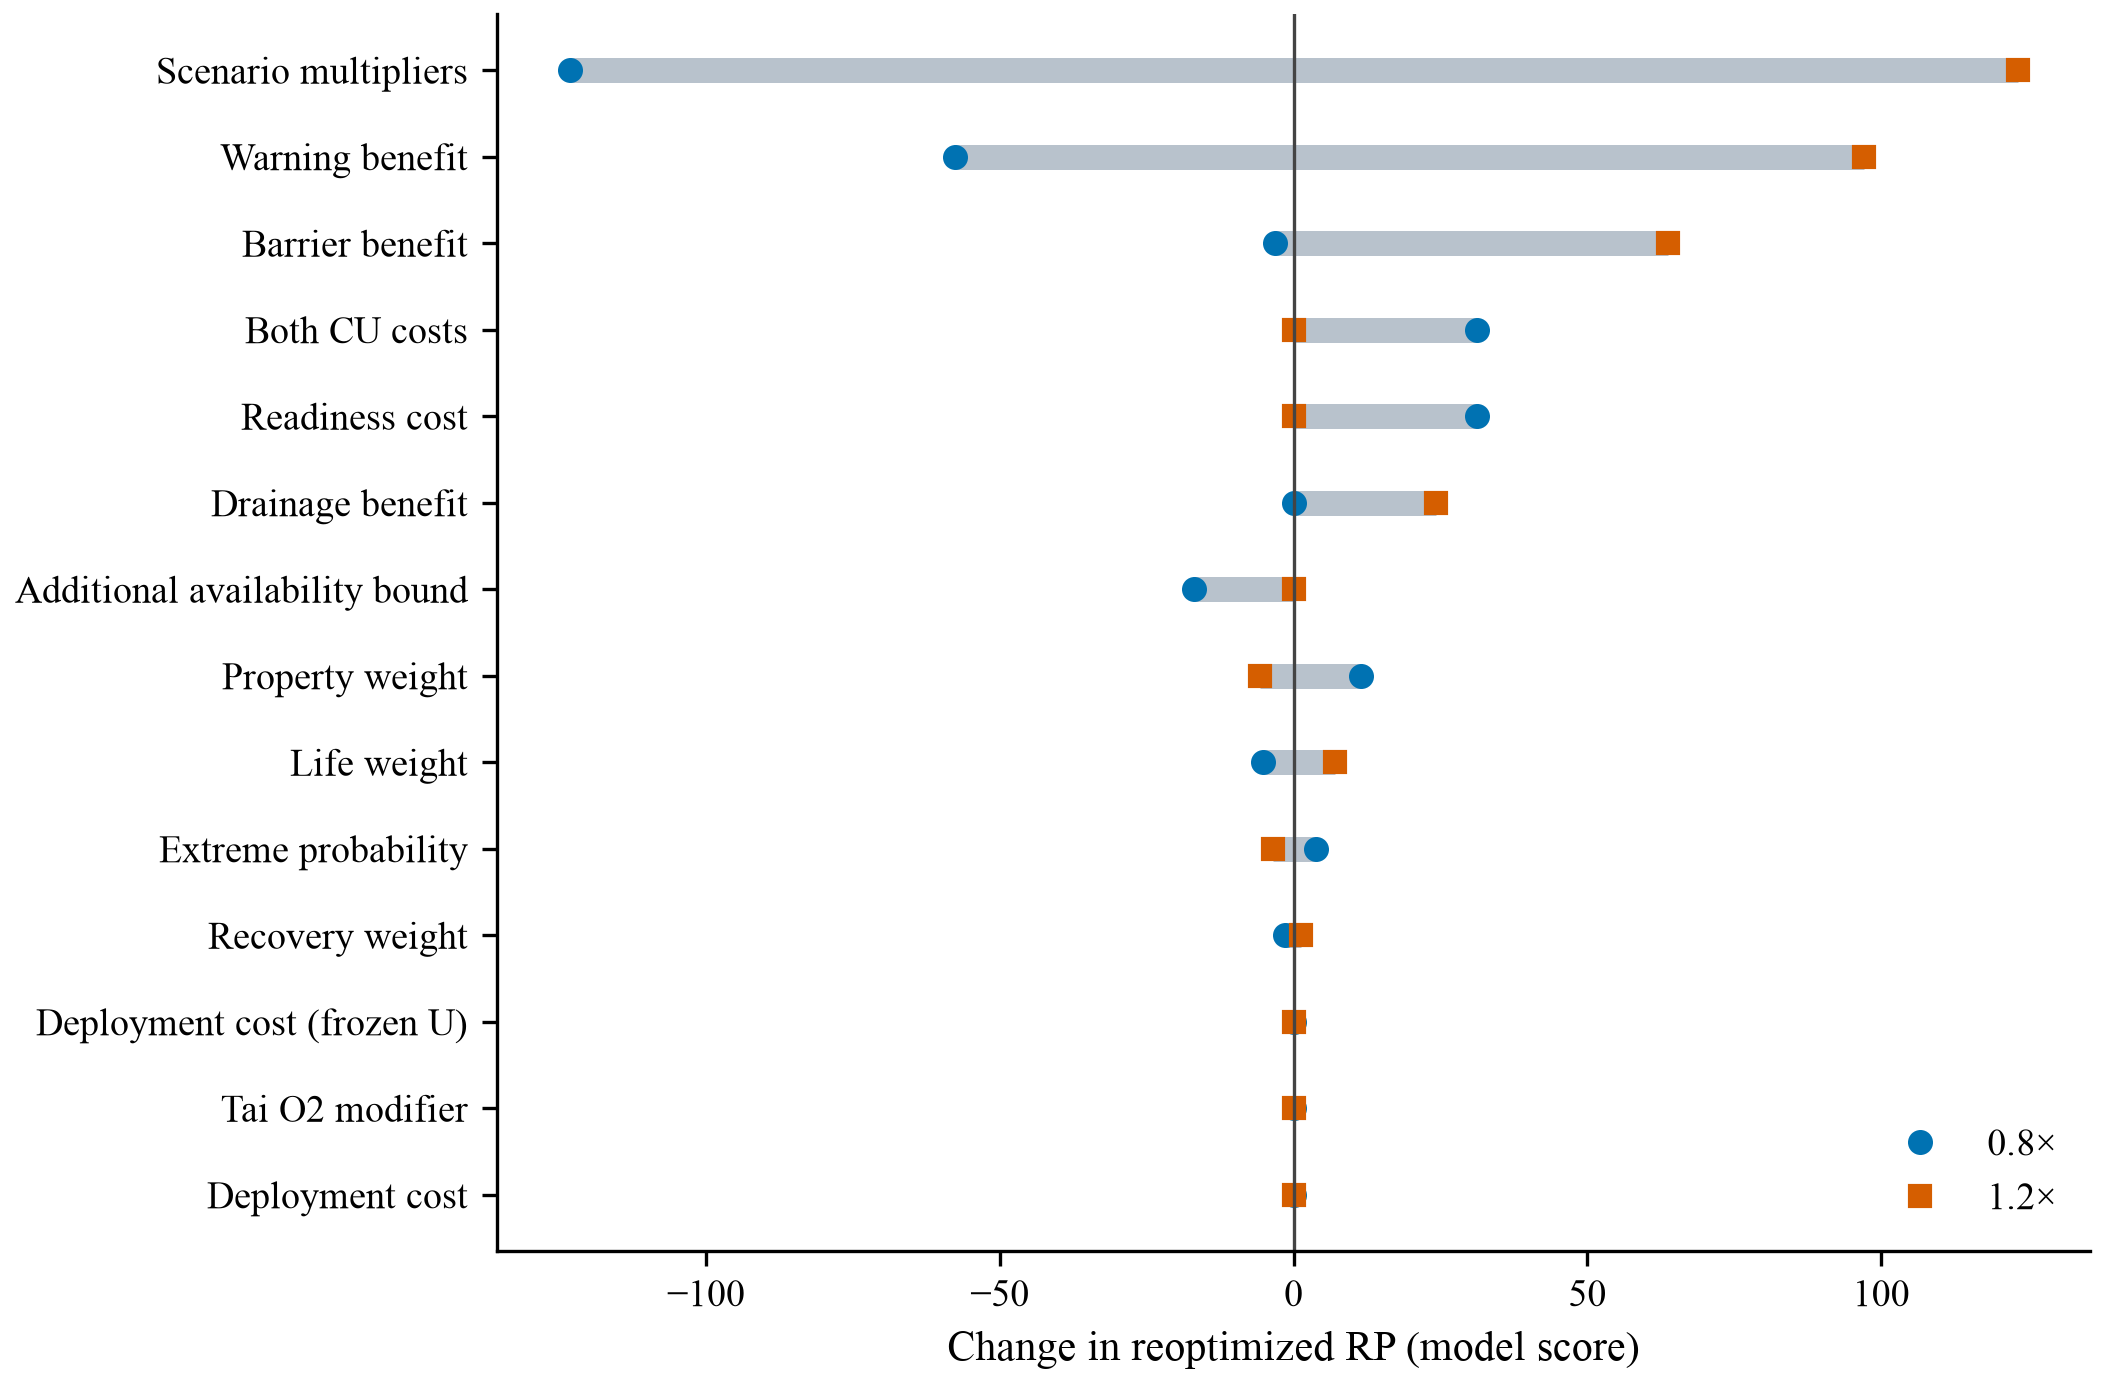 Scenario multipliers
Warning benefit
Barrier benefit
Both CU costs
Readiness cost
Drainage benefit
Additional availability bound
Property weight
Life weight
Extreme probability
Recovery weight
Deployment cost (frozen U)
Tai O2 modifier
Deployment cost
0.8×
1.2×
−100
−50
0
50
100
Change in reoptimized RP (model score)